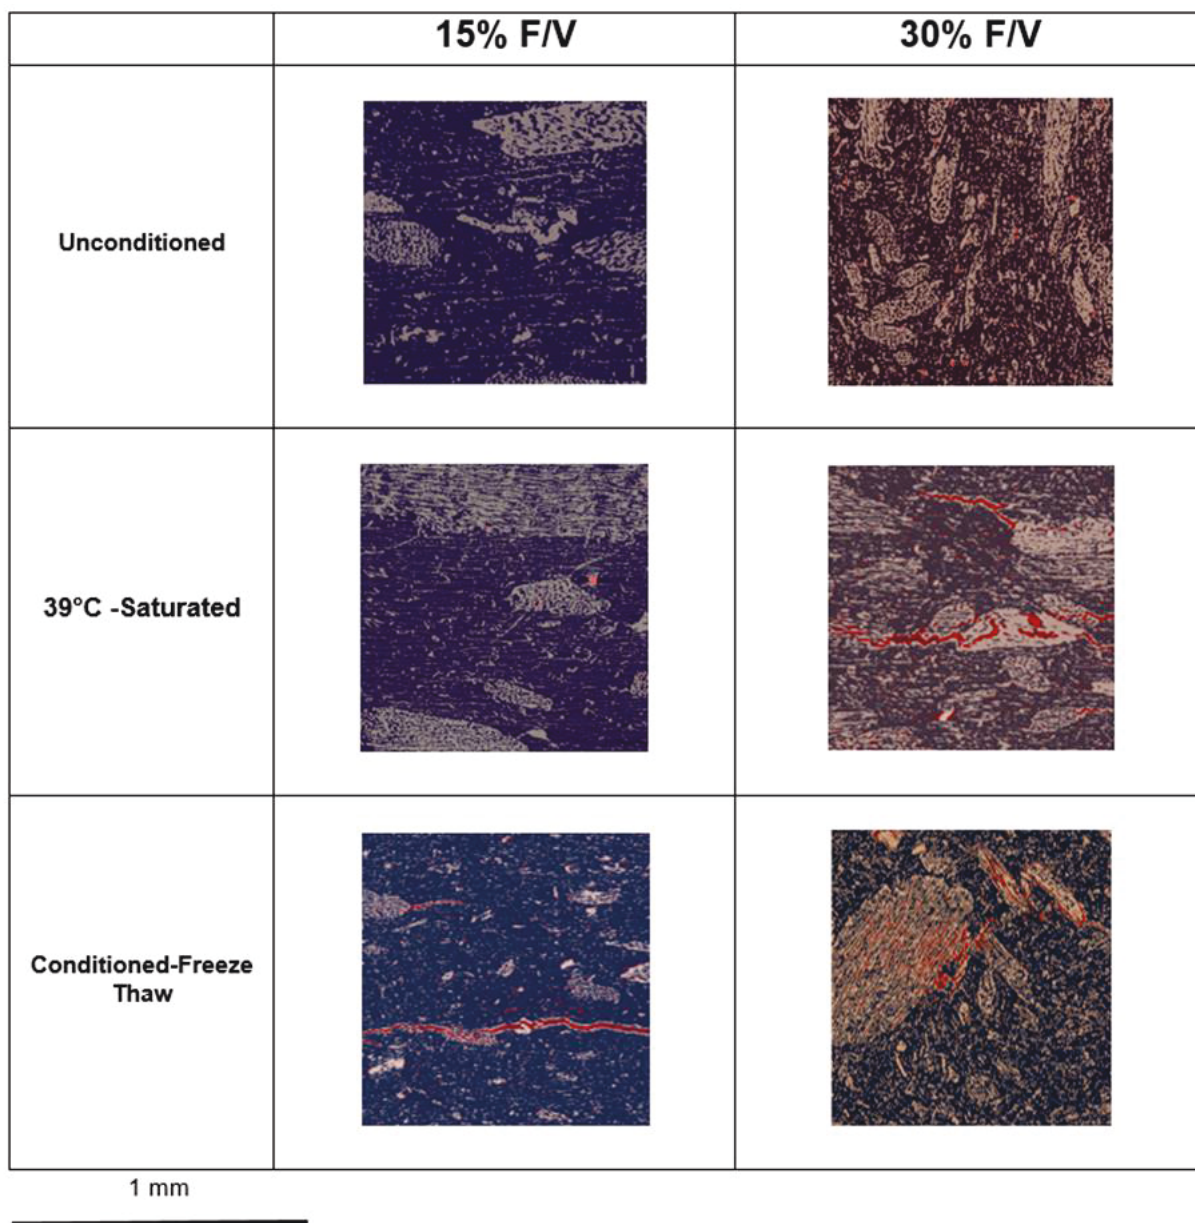 15% F/V
30% F/V
Unconditioned
39°C -Saturated
Conditioned-Freeze
Thaw
1 mm